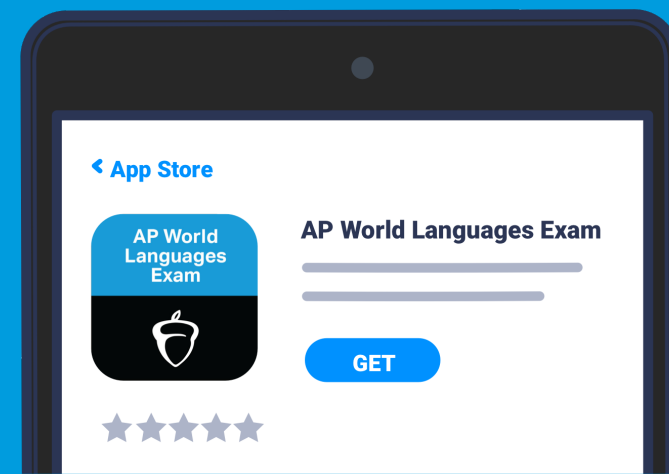 App Store
AP World
Languages
Exam
AP World Languages Exam
GET